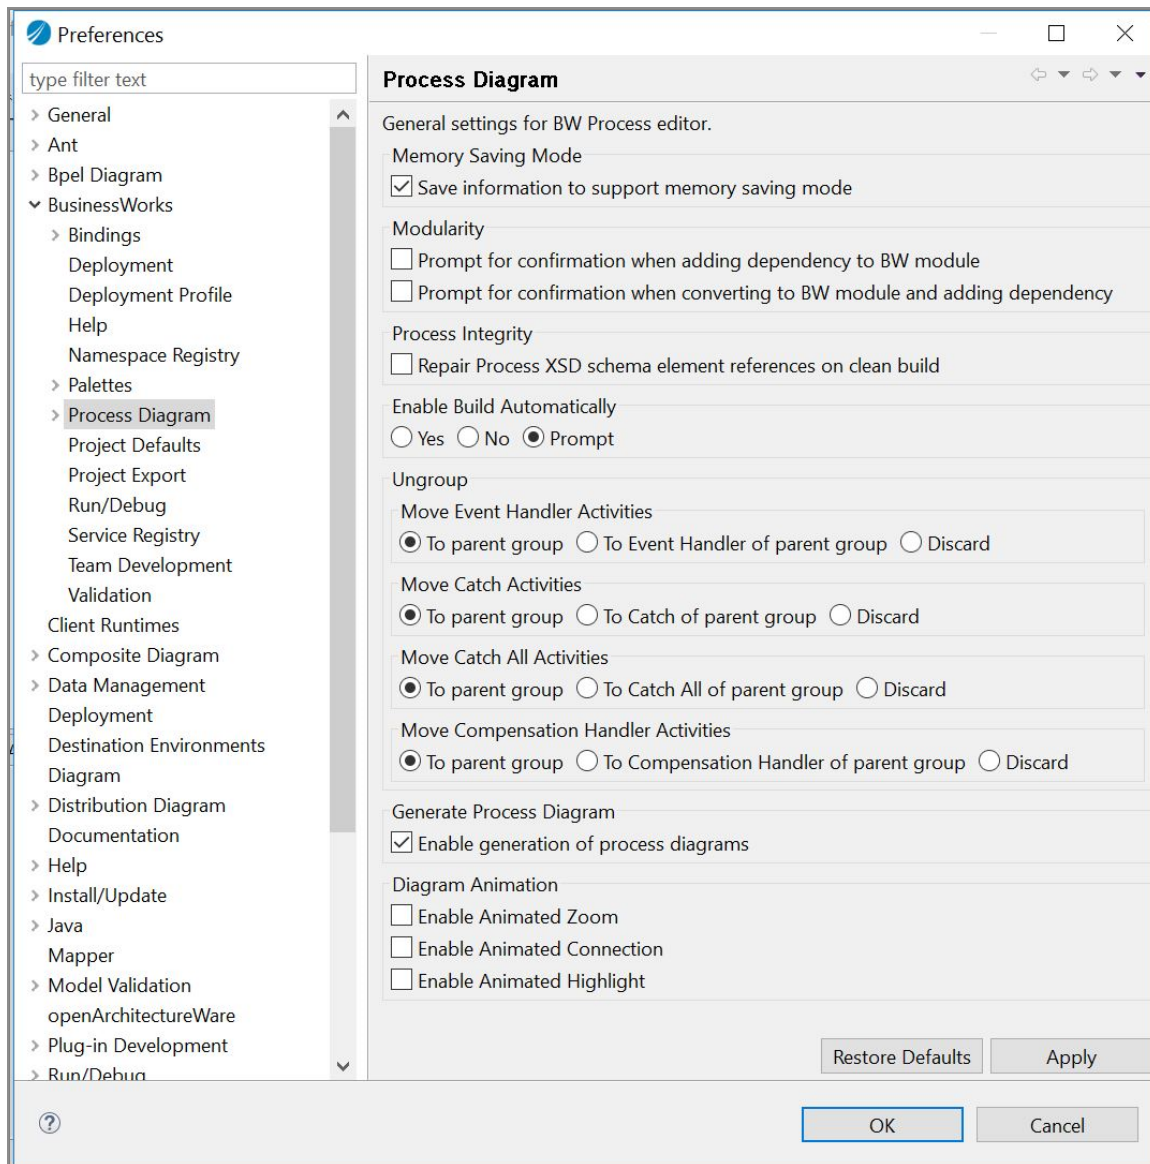 Preferences
type filter text
General
Ant
Bpel Diagram
BusinessWorks
Bindings
Deployment
Deployment Profile
Help
Namespace Registry
Palettes
Process Diagram
Project Defaults
Project Export
Run/Debug
Service Registry
Team Development
Validation
Client Runtimes
Composite Diagram
Data Management
Deployment
Destination Environments
Diagram
Distribution Diagram
Documentation
Help
Install/Update
Java
Mapper
Model Validation
openArchitectureWare
Plug-in Development
Run/Debug
Process Diagram
General settings for BW Process editor.
Memory Saving Mode
Save information to support memory saving mode
Modularity
Prompt for confirmation when adding dependency to BW module
Prompt for confirmation when converting to BW module and adding dependency
Process Integrity
Repair Process XSD schema element references on clean build
Enable Build Automatically
Yes No Prompt
Ungroup
Move Event Handler Activities
To parent group To Event Handler of parent group Discard
Move Catch Activities
To parent group To Catch of parent group Discard
Move Catch All Activities
To parent group To Catch All of parent group Discard
Move Compensation Handler Activities
To parent group To Compensation Handler of parent group Discard
Generate Process Diagram
Enable generation of process diagrams
Diagram Animation
Enable Animated Zoom
Enable Animated Connection
Enable Animated Highlight
Restore Defaults Apply
? OK Cancel